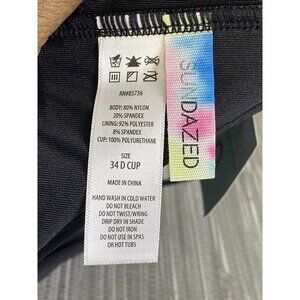 RN#85736
BODY: 80% NYLON
20% SPANDEX
LINING: 92% POLYESTER
8% SPANDEX
CUP: 100% POLYURETHANE
SIZE
34 D CUP
MADE IN CHINA
HAND WASH IN COLD WATER
DO NOT BLEACH
DO NOT TWIST/WRING
DRIP DRY IN SHADE
DO NOT IRON
DO NOT USE IN SPAS
OR HOT TUBS
SUNDAZED